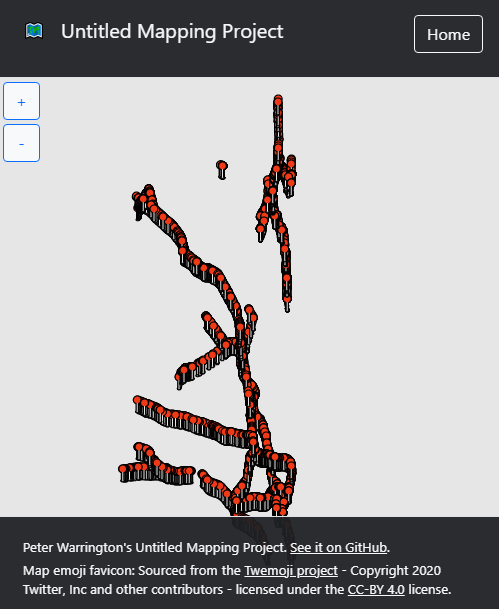 Untitled Mapping Project
Home
+
-
Peter Warrington's Untitled Mapping Project. See it on GitHub.
Map emoji favicon: Sourced from the Twemoji project - Copyright 2020
Twitter, Inc and other contributors - licensed under the CC-BY 4.0 license.